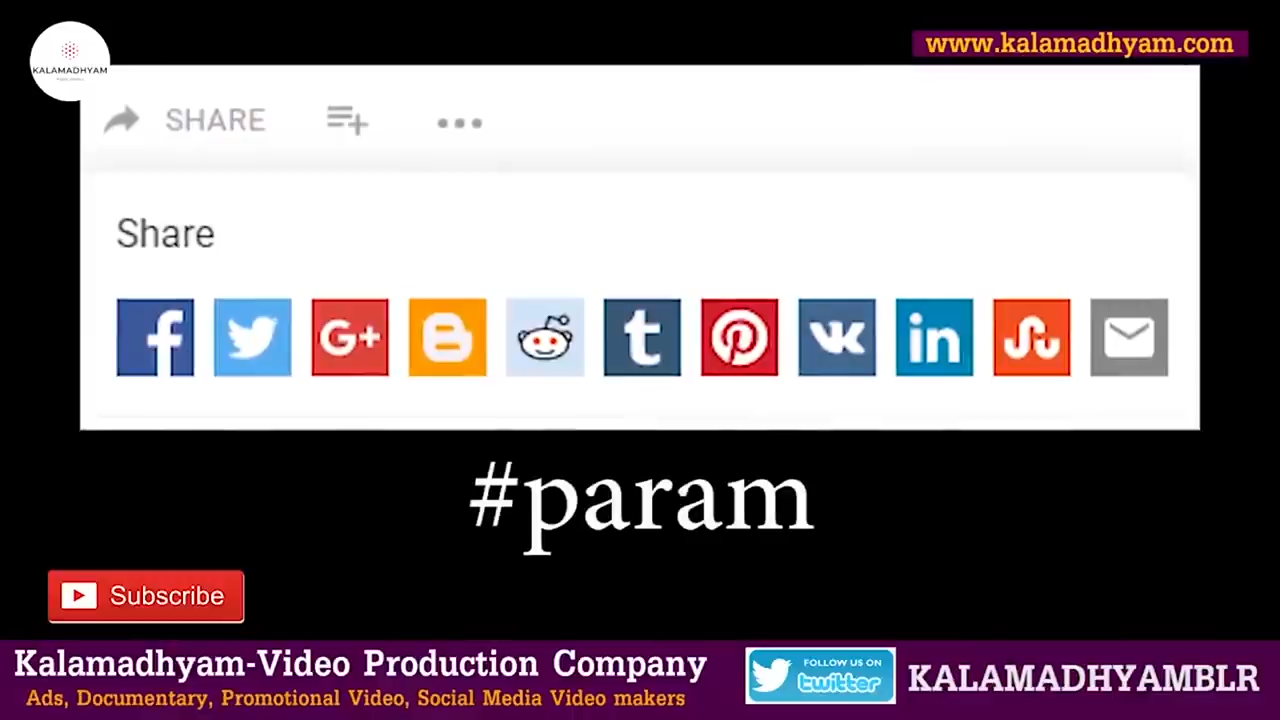 KALAMADHYAM
www.kalamadhyam.com
SHARE
Share
#param
Subscribe
Kalamadhyam-Video Production Company
Ads, Documentary, Promotional Video, Social Media Video makers
FOLLOW US ON
twitter
KALAMADHYAMBLR